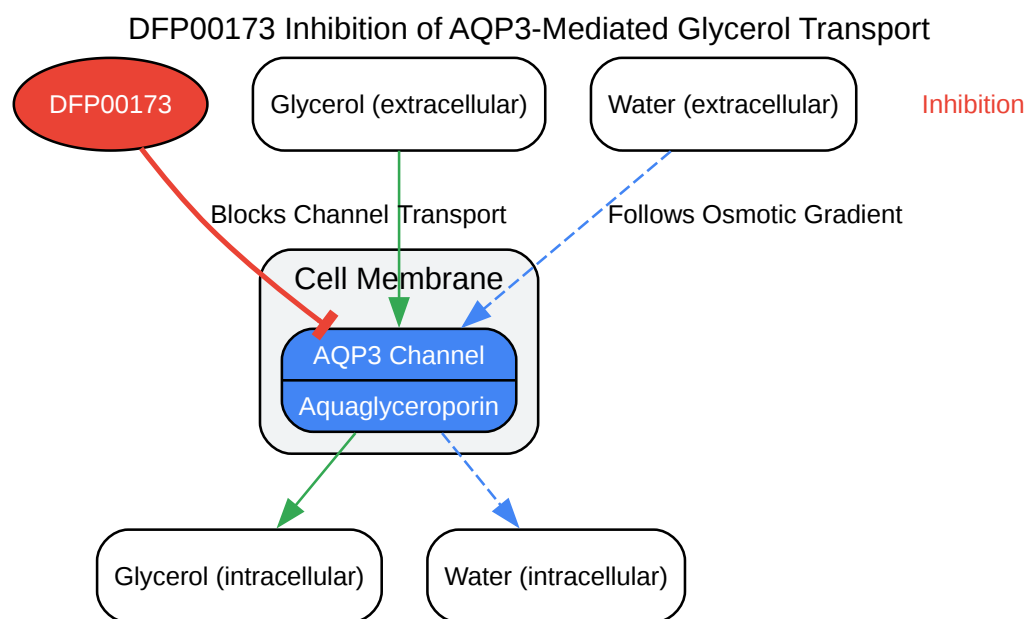 DFP00173 Inhibition of AQP3-Mediated Glycerol Transport
DFP00173
Glycerol (extracellular)
Water (extracellular)
Inhibition
Blocks Channel
Transport
Follows Osmotic Gradient
Cell Membrane
AQP3 Channel
Aquaglyceroporin
Glycerol (intracellular)
Water (intracellular)